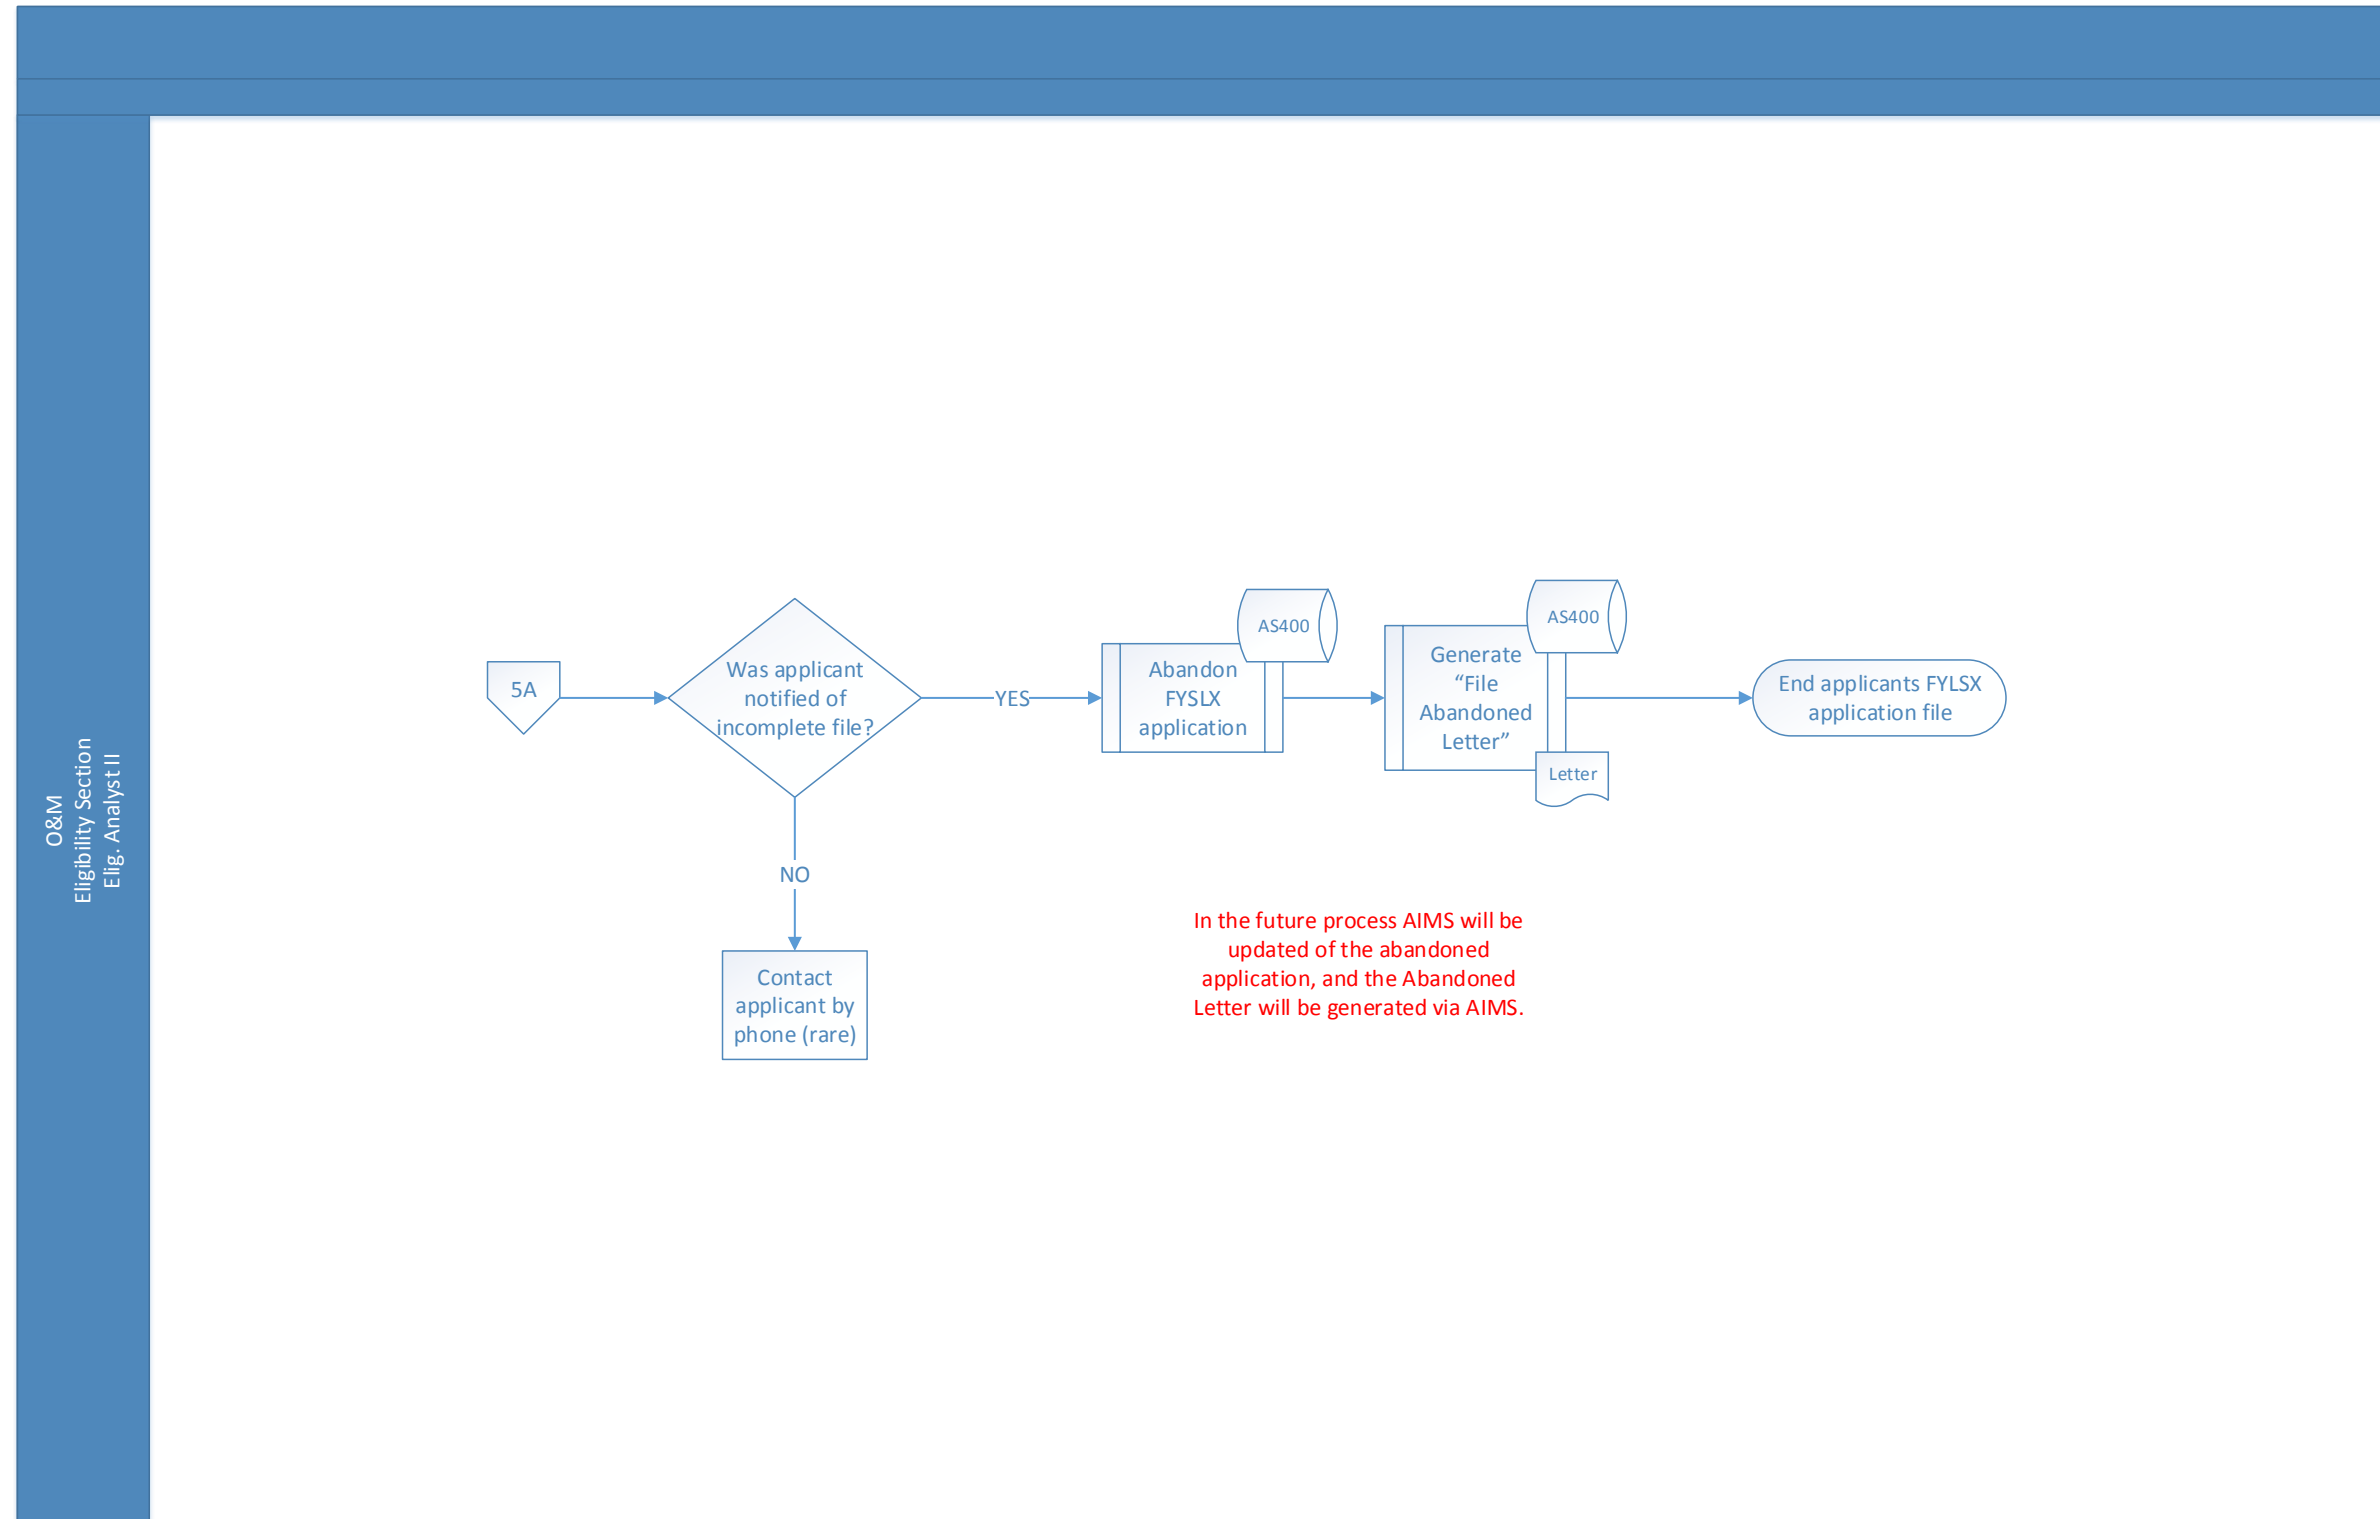 O&M
Eligibility Section
Elig. Analyst II
5A
Was applicant
notified of
incomplete file?
YES
NO
Contact
applicant by
phone (rare)
Abandon
FYSLX
application
AS400
Generate
“File
Abandoned
Letter”
AS400
Letter
End applicants FYLSX
application file
In the future process AIMS will be
updated of the abandoned
application, and the Abandoned
Letter will be generated via AIMS.